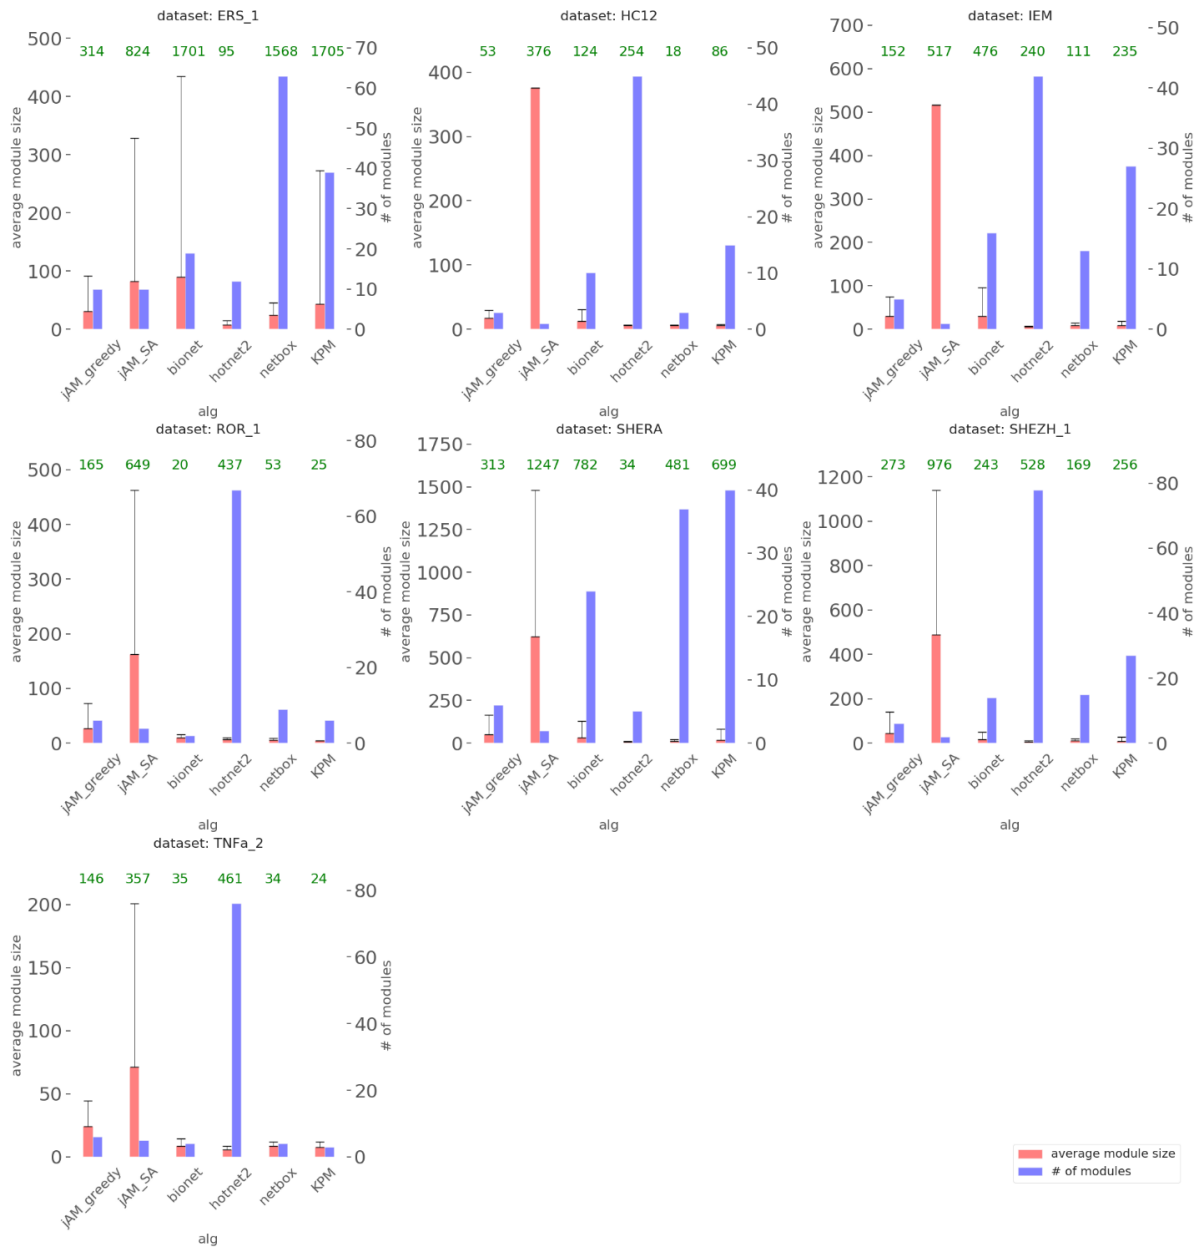 dataset: ERS_1
314 824 1701 95 1568 1705
500
400
300
200
100
0
average module size
70
60
50
40
30
20
10
0
# of modules
jAM_greedy jAM_SA bionet hotnet2 netbox KPM
alg
dataset: HC12
53 376 124 254 18 86
400
300
200
100
0
average module size
50
40
30
20
10
0
# of modules
jAM_greedy jAM_SA bionet hotnet2 netbox KPM
alg
dataset: IEM
152 517 476 240 111 235
700
600
500
400
300
200
100
0
average module size
50
40
30
20
10
0
# of modules
jAM_greedy jAM_SA bionet hotnet2 netbox KPM
alg
dataset: ROR_1
165 649 20 437 53 25
500
400
300
200
100
0
average module size
80
60
40
20
0
# of modules
jAM_greedy jAM_SA bionet hotnet2 netbox KPM
alg
dataset: SHERA
313 1247 782 34 481 699
1750
1500
1250
1000
750
500
250
0
average module size
40
30
20
10
0
# of modules
jAM_greedy jAM_SA bionet hotnet2 netbox KPM
alg
dataset: SHEZH_1
273 976 243 528 169 256
1200
1000
800
600
400
200
0
average module size
80
60
40
20
0
# of modules
jAM_greedy jAM_SA bionet hotnet2 netbox KPM
alg
dataset: TNFa_2
146 357 35 461 34 24
200
150
100
50
0
average module size
80
60
40
20
0
# of modules
jAM_greedy jAM_SA bionet hotnet2 netbox KPM
alg
average module size
# of modules